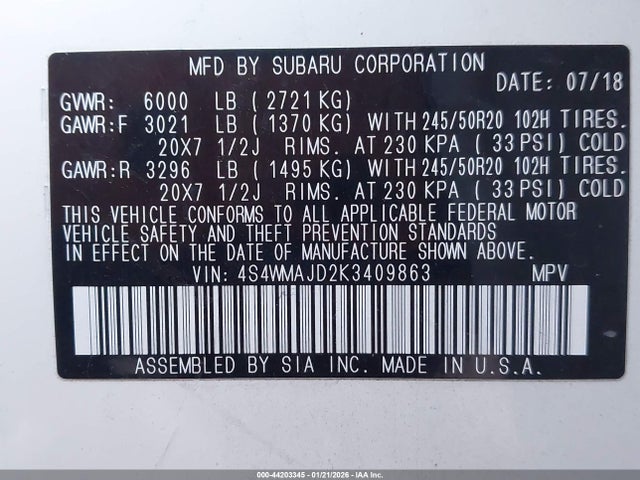 MFD BY SUBARU CORPORATION
DATE: 07/18
GVWR: 6000 LB ( 2721 KG)
GAWR: F 3021 LB ( 1370 KG) WITH 245/50R20 102H TIRES.
20X7 1/2J RIMS. AT 230 KPA ( 33 PSI) COLD
GAWR: R 3296 LB ( 1495 KG) WITH 245/50R20 102H TIRES.
20X7 1/2J RIMS. AT 230 KPA ( 33 PSI) COLD
THIS VEHICLE CONFORMS TO ALL APPLICABLE FEDERAL MOTOR
VEHICLE SAFETY AND THEFT PREVENTION STANDARDS
IN EFFECT ON THE DATE OF MANUFACTURE SHOWN ABOVE.
VIN: 4S4WMAJD2K3409863 MPV
ASSEMBLED BY SIA INC. MADE IN U.S.A.
000-44203345 - 01/21/2026 - IAA Inc.